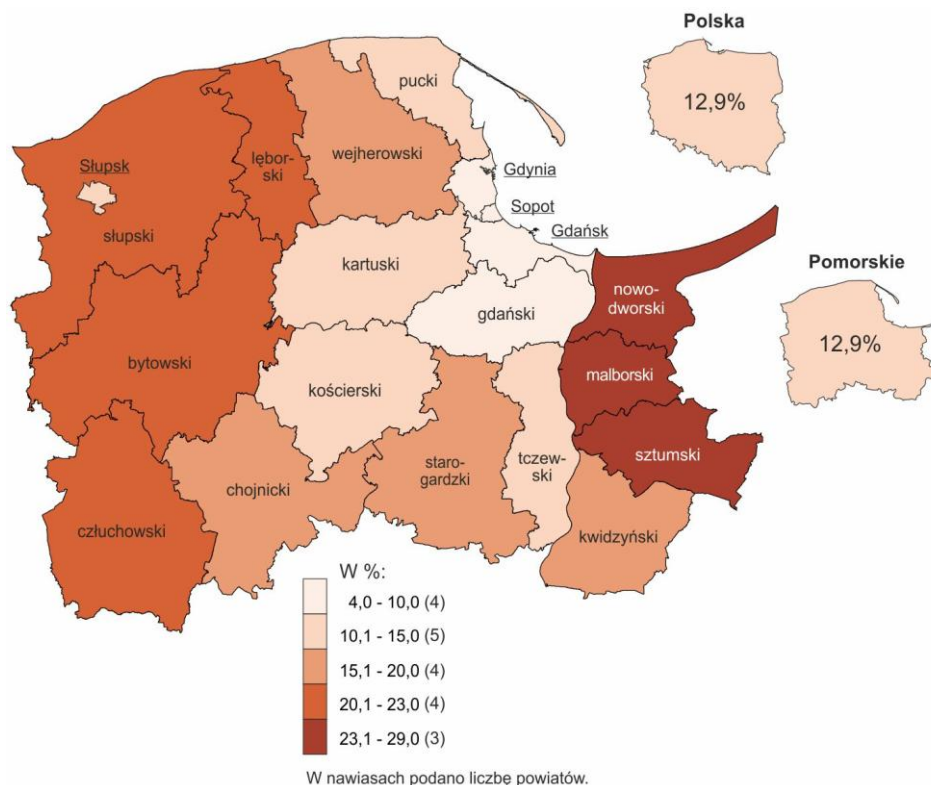 Polska
12,9%
pucki
Gdynia
Sopot
Gdańsk
Słupsk
lębor-
ski
wejherowski
słupski
kartuski
Pomorskie
12,9%
nowo-
dworski
gdański
bytowski
malborski
kościerski
sztumski
staro-
gardzki
tczew-
ski
chojnicki
człuchowski
kwidzyński
W %:
4,0 - 10,0 (4)
10,1 - 15,0 (5)
15,1 - 20,0 (4)
20,1 - 23,0 (4)
23,1 - 29,0 (3)
W nawiasach podano liczbę powiatów.